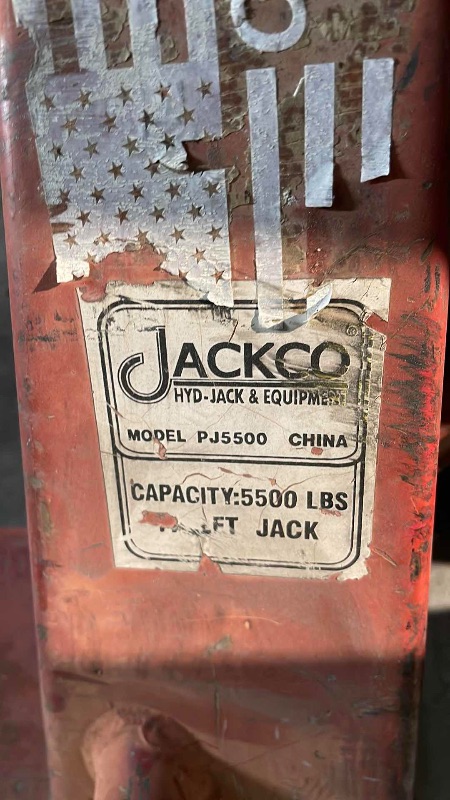 JACKCO
HYD-JACK & EQUIPMENT
MODEL PJ5500 CHINA
CAPACITY:5500 LBS
JACK